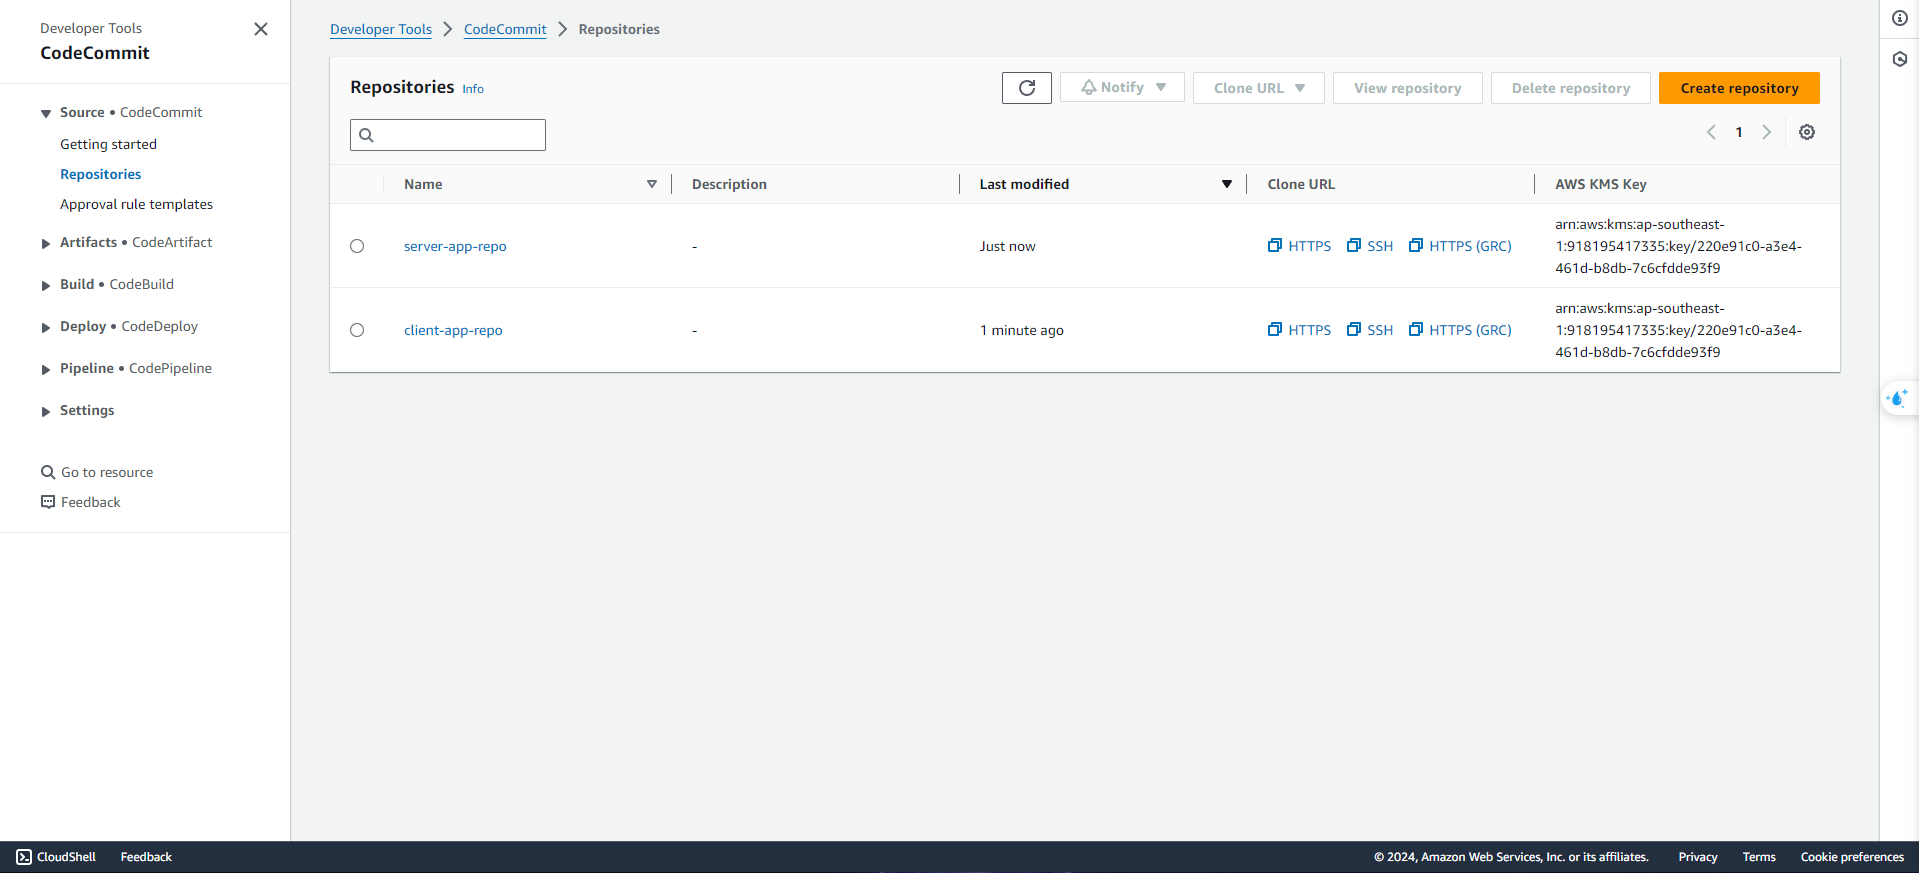 Developer Tools
CodeCommit
Source • CodeCommit
Getting started
Repositories
Approval rule templates
Artifacts • CodeArtifact
Build • CodeBuild
Deploy • CodeDeploy
Pipeline • CodePipeline
Settings
Go to resource
Feedback
Developer Tools > CodeCommit > Repositories
Repositories Info
Notify Clone URL View repository Delete repository Create repository
1
Name Description Last modified Clone URL AWS KMS Key
server-app-repo - Just now HTTPS SSH HTTPS (GRC)
arn:aws:kms:ap-southeast-
1:918195417335:key/220e91c0-a3e4-
461d-b8db-7c6cfdde93f9
client-app-repo - 1 minute ago HTTPS SSH HTTPS (GRC)
arn:aws:kms:ap-southeast-
1:918195417335:key/220e91c0-a3e4-
461d-b8db-7c6cfdde93f9
CloudShell Feedback © 2024, Amazon Web Services, Inc. or its affiliates. Privacy Terms Cookie preferences